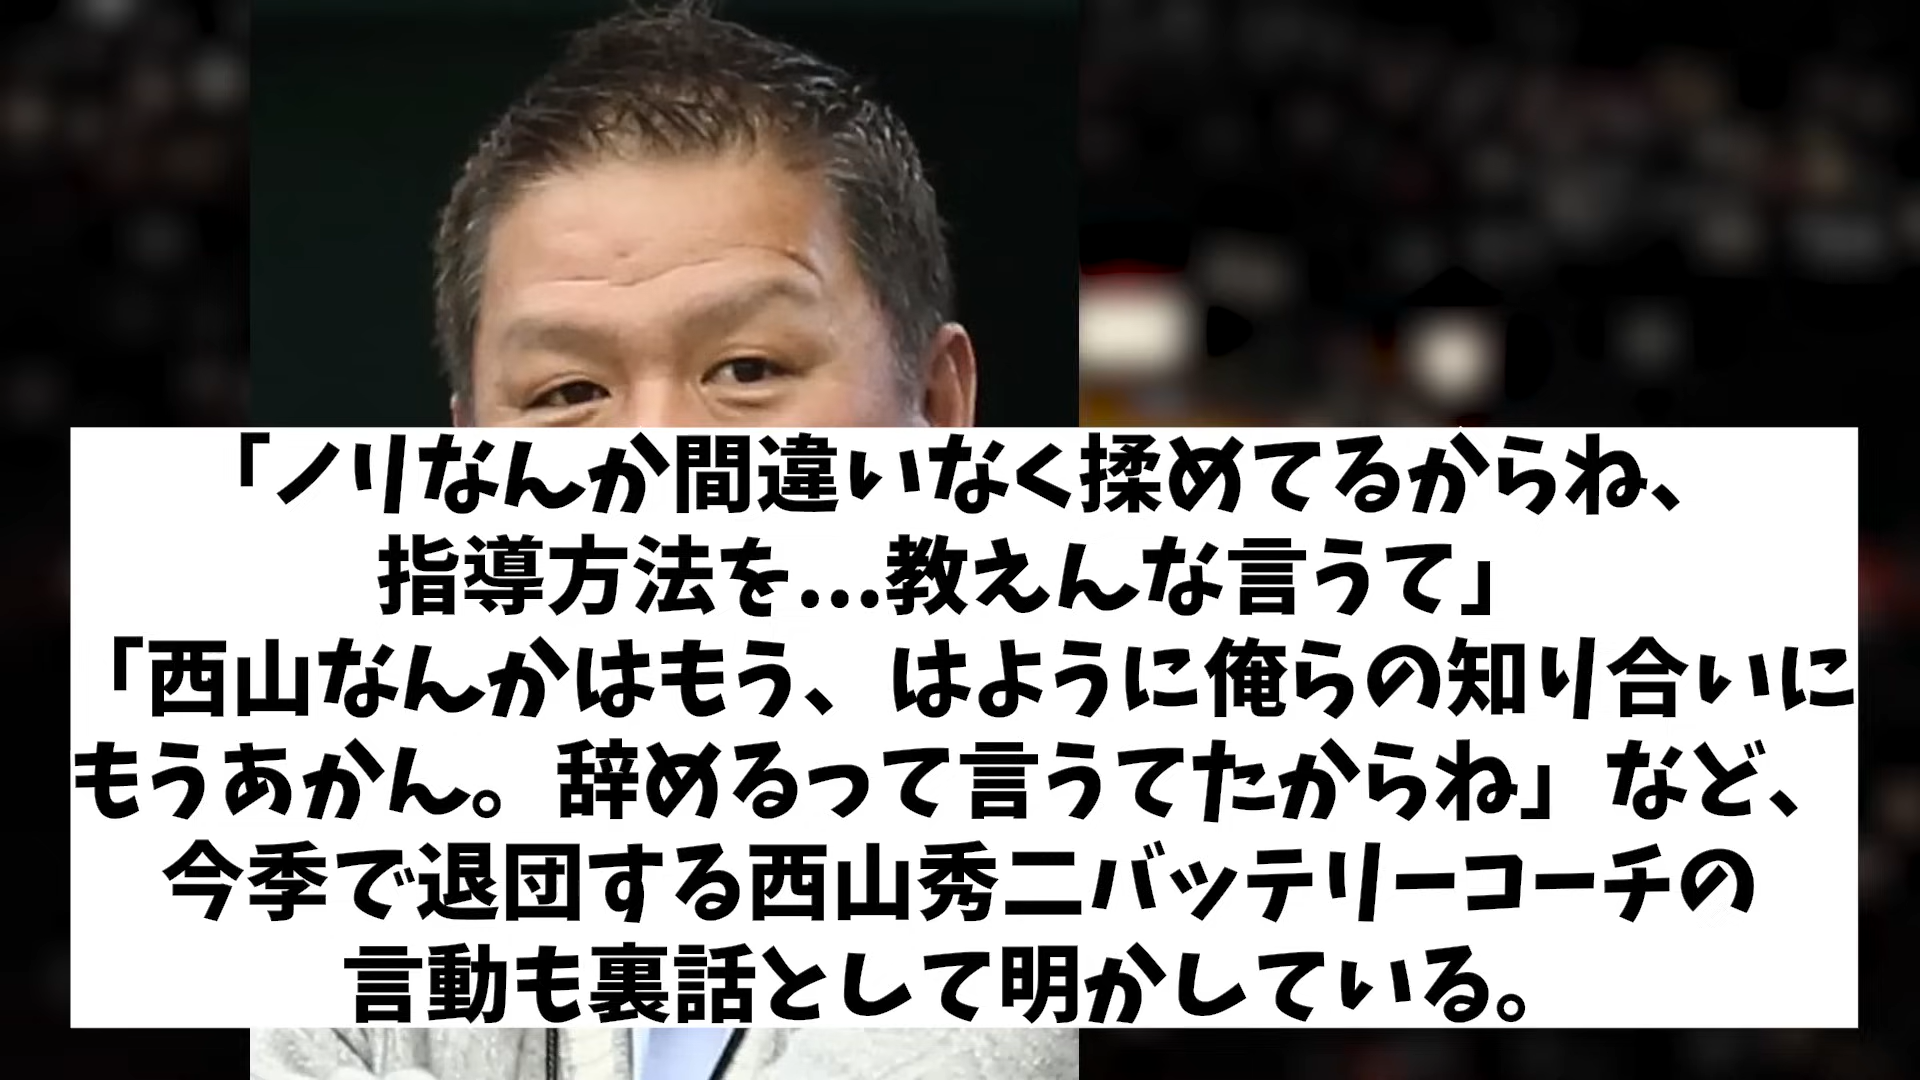 「ノリなんか間違いなく揉めてるからね、
指導方法を...教えんな言うて」
「西山なんかはもう、はように俺らの知り合いに
もうあかん。辞めるって言うてたからね」など、
今季で退団する西山秀二バッテリーコーチの
言動も裏話として明かしている。